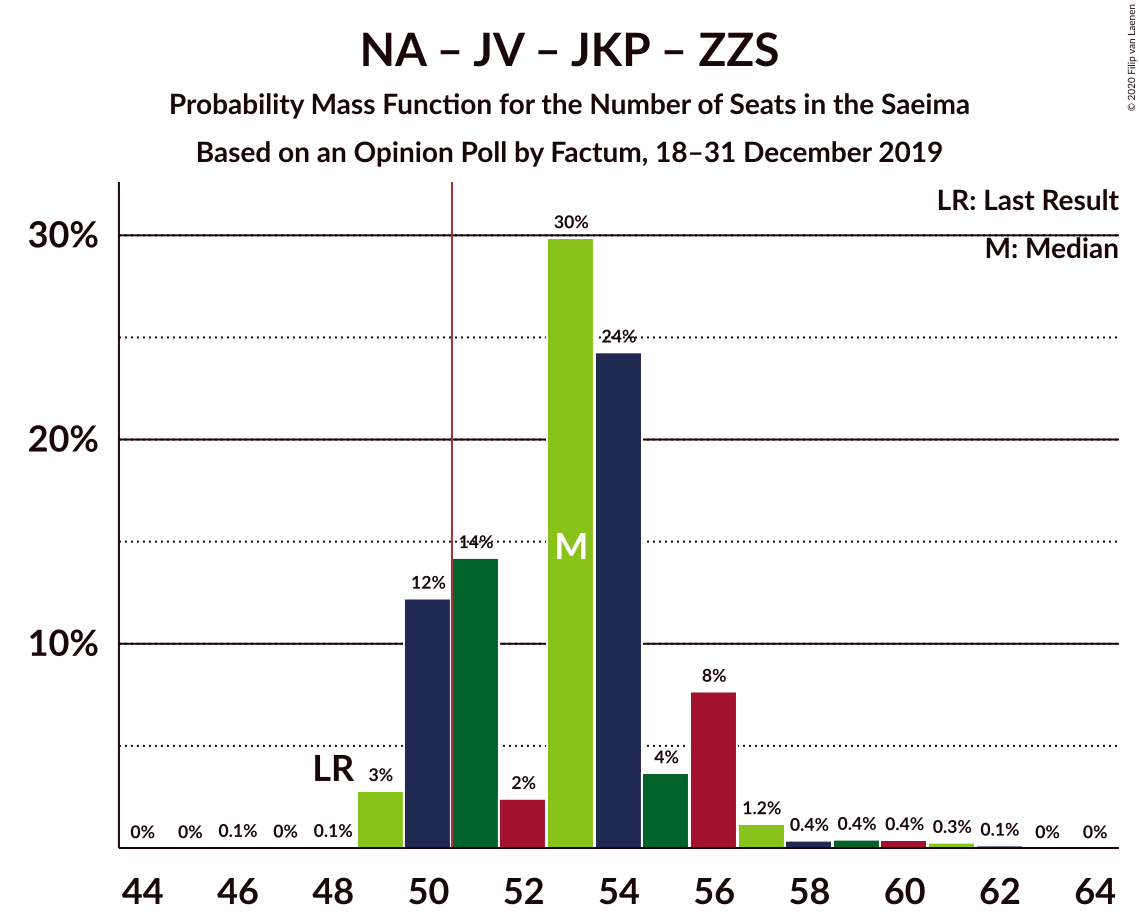 NA – JV – JKP – ZZS
Probability Mass Function for the Number of Seats in the Saeima
Based on an Opinion Poll by Factum, 18–31 December 2019
© 2020 Filip van Laenen
LR: Last Result
M: Median
30%
20%
10%
0% 0% 0.1% 0% 0.1% 3% 12% 14% 2% 30% 24% 4% 8% 1.2% 0.4% 0.4% 0.4% 0.3% 0.1% 0% 0%
LR
M
44 46 48 50 52 54 56 58 60 62 64